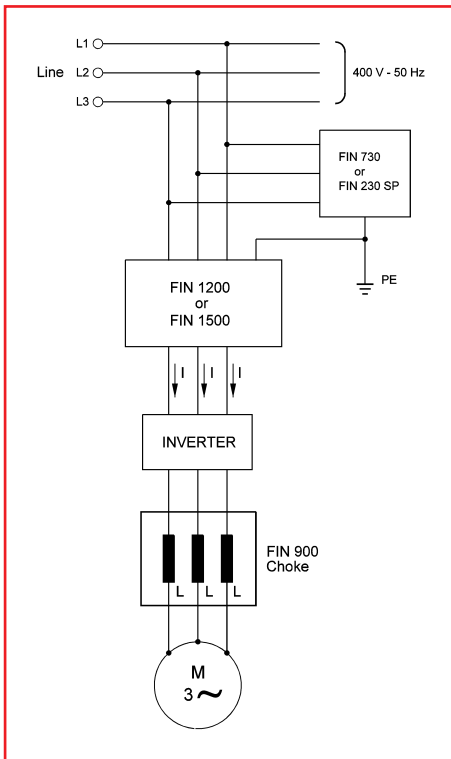 L1
Line L2
400 V - 50 Hz
L3
FIN 730
or
FIN 230 SP
PE
FIN 1200
or
FIN 1500
I I I
INVERTER
FIN 900
Choke
L L L
M
3 ~